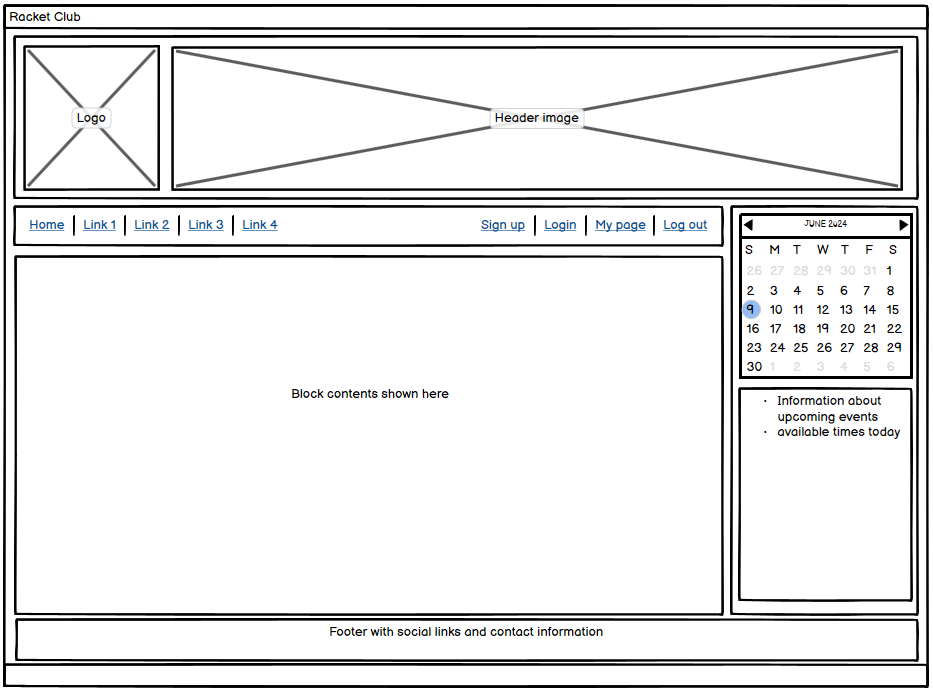 Racket Club
Logo
Header image
Home Link 1 Link 2 Link 3 Link 4 Sign up Login My page Log out
JUNE 2024
S M T W T F S
26 27 28 29 30 31 1
2 3 4 5 6 7 8
9 10 11 12 13 14 15
16 17 18 19 20 21 22
23 24 25 26 27 28 29
30 1 2 3 4 5 6
Block contents shown here
· Information about
upcoming events
· available times today
Footer with social links and contact information